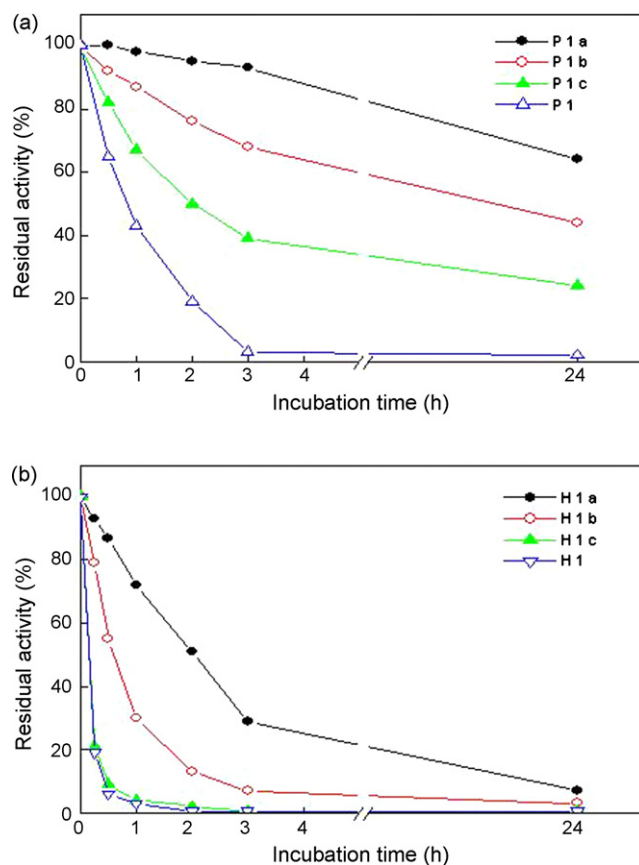 (a)
Residual activity (%)
100
80
60
40
20
0
P 1 a
P 1 b
P 1 c
P 1
0 1 2 3 4 24
Incubation time (h)
(b)
Residual activity (%)
100
80
60
40
20
0
H 1 a
H 1 b
H 1 c
H 1
0 1 2 3 4 24
Incubation time (h)